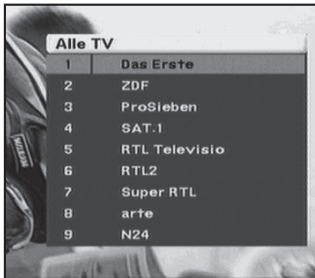 Alle TV
1 Das Erste
2 ZDF
3 ProSieben
4 SAT.1
5 RTL Televisio
6 RTL2
7 Super RTL
8 arte
9 N24